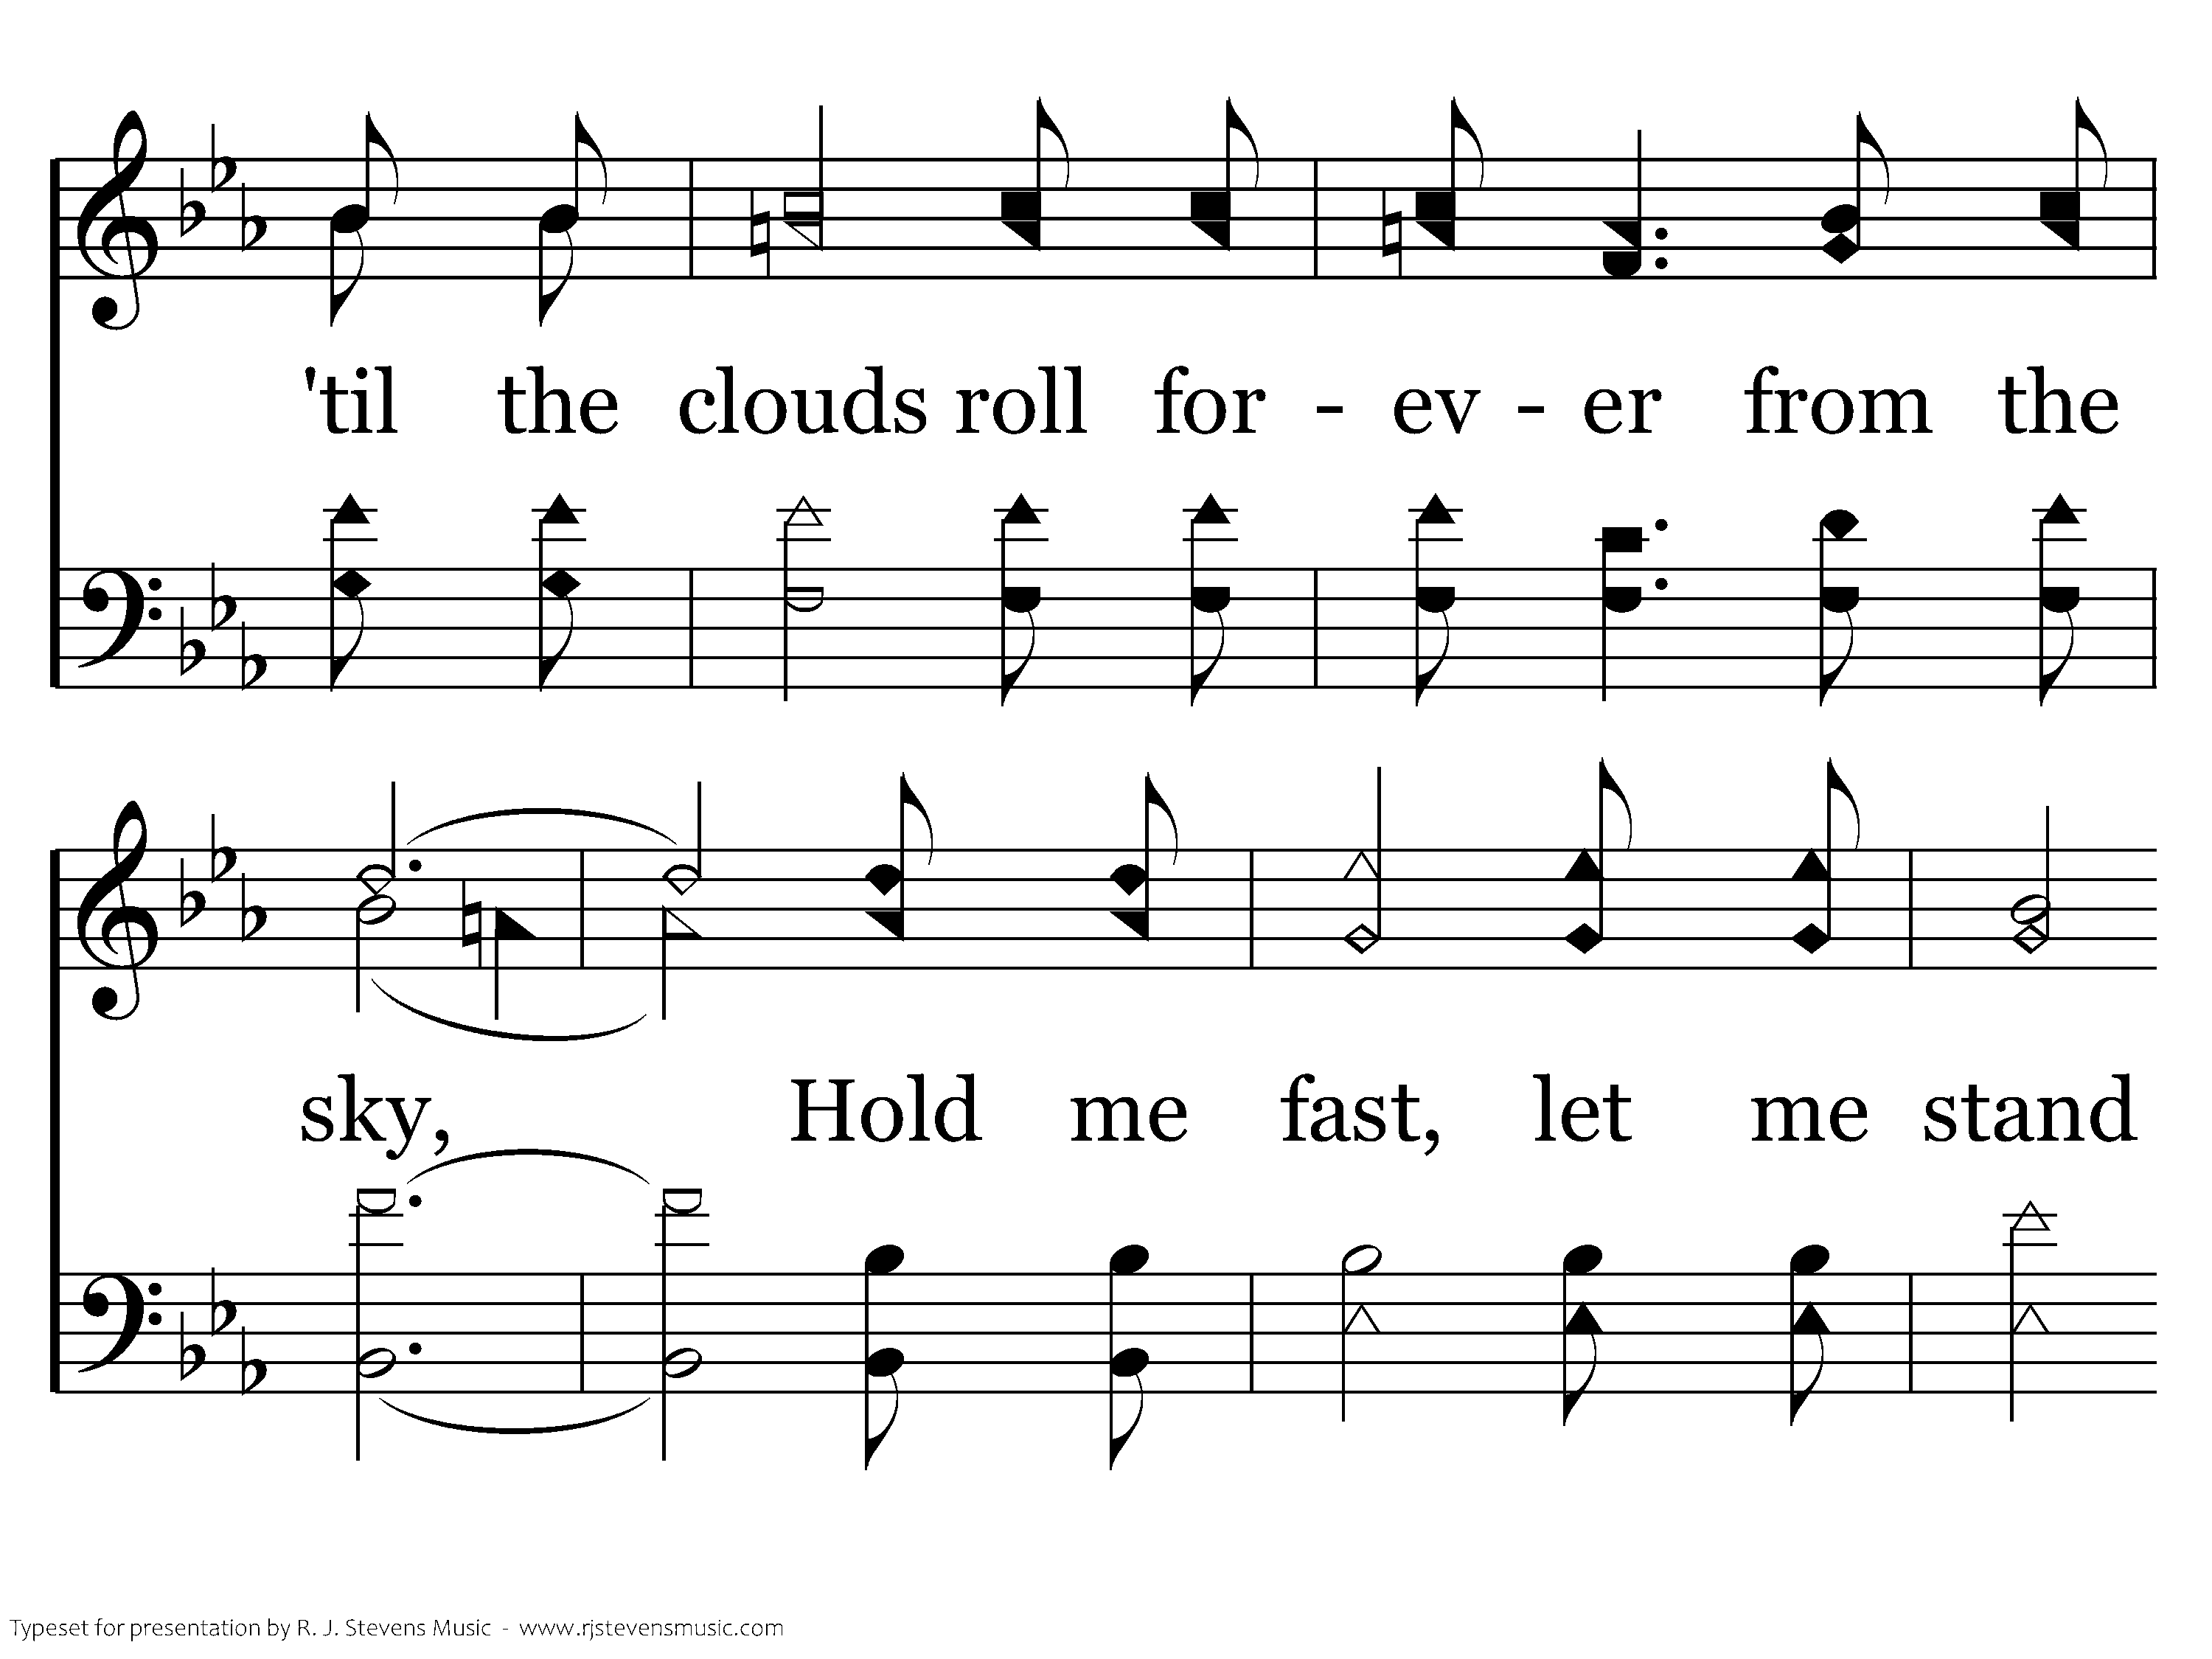 'til the clouds roll for - ev - er from the
sky, Hold me fast, let me stand
Typeset for presentation by R. J. Stevens Music - www.rjstevensmusic.com